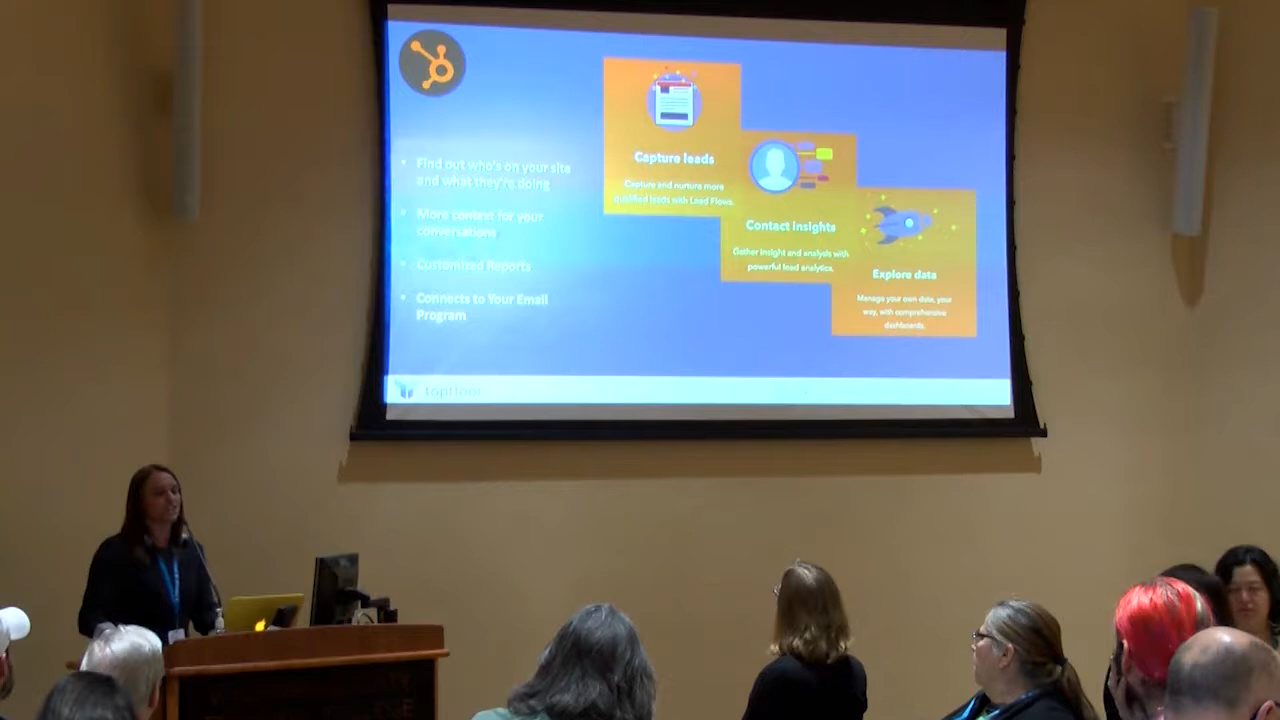 • Find out who's on your site
and what they're doing
• More context for your
conversations
• Customized Reports
• Connects to Your Email
Program
Capture leads
Capture and nurture more
qualified leads with Lead Flows.
Contact Insights
Gather insight and analysis with
powerful lead analytics.
Explore data
Manage your own data, your
way, with comprehensive
dashboards.
topfloor